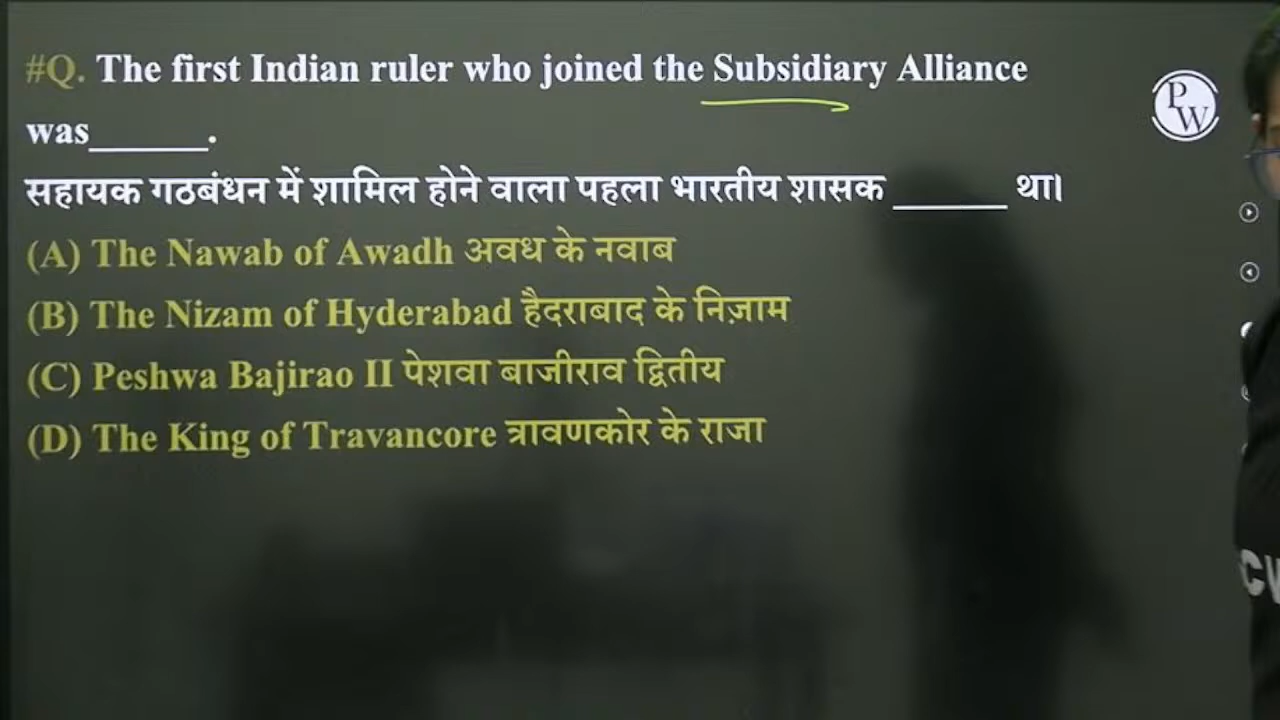 #Q. The first Indian ruler who joined the Subsidiary Alliance
was______.
सहायक गठबंधन में शामिल होने वाला पहला भारतीय शासक ______ था।
(A) The Nawab of Awadh अवध के नवाब
(B) The Nizam of Hyderabad हैदराबाद के निज़ाम
(C) Peshwa Bajirao II पेशवा बाजीराव द्वितीय
(D) The King of Travancore त्रावणकोर के राजा
PW